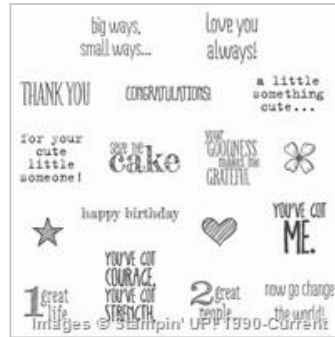 big ways,
small ways...
love you
always!
THANK YOU
CONGRATULATIONS!
a little
something
cute...
for your
cute
little
someone!
save the
cake
your
GOODNESS
makes me
GRATEFUL
happy birthday
YOU'VE GOT
ME.
1 great
life
YOU'VE GOT
COURAGE,
YOU'VE GOT
STRENGTH,
2 great
people
now go change
the world!
Images © Stampin' UP! 1990-Current